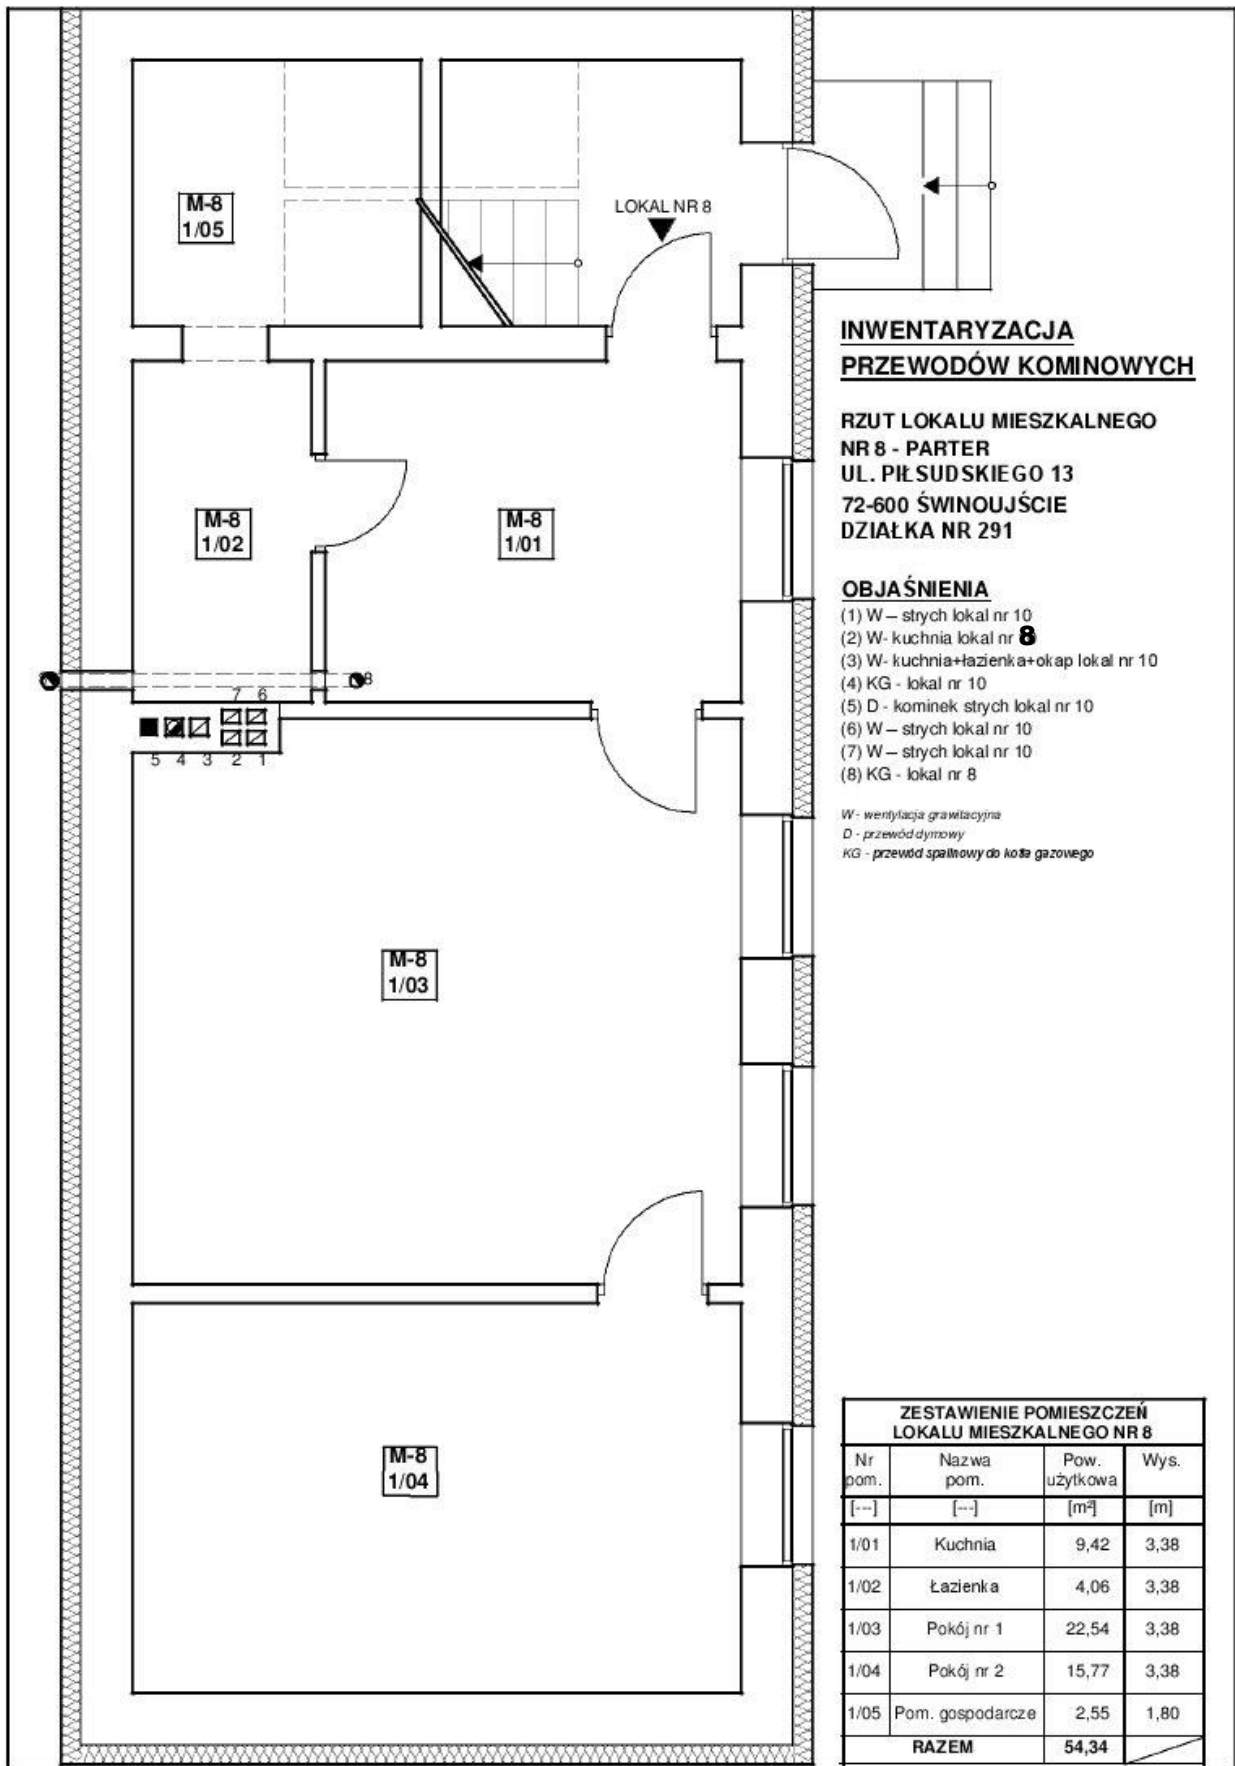 M-8
1/05
LOKAL NR 8
INWENTARYZACJA
PRZEWODÓW KOMINOWYCH
RZUT LOKALU MIESZKALNEGO
NR 8 - PARTER
UL. PIŁSUDSKIEGO 13
72-600 ŚWINOUJŚCIE
DZIAŁKA NR 291
M-8
1/02
M-8
1/01
OBJAŚNIENIA
(1) W – strych lokal nr 10
(2) W- kuchnia lokal nr 8
(3) W- kuchnia+łazienka+okap lokal nr 10
(4) KG - lokal nr 10
(5) D - kominek strych lokal nr 10
(6) W – strych lokal nr 10
(7) W – strych lokal nr 10
(8) KG - lokal nr 8
W - wentylacja grawitacyjna
D - przewód dymowy
KG - przewód spalinowy do kotła gazowego
8
7 6
5 4 3 2 1
M-8
1/03
M-8
1/04
ZESTAWIENIE POMIESZCZEŃ
LOKALU MIESZKALNEGO NR 8
Nr pom. Nazwa pom. Pow. użytkowa Wys.
[---] [---] [m²] [m]
1/01 Kuchnia 9,42 3,38
1/02 Łazienka 4,06 3,38
1/03 Pokój nr 1 22,54 3,38
1/04 Pokój nr 2 15,77 3,38
1/05 Pom. gospodarcze 2,55 1,80
RAZEM 54,34